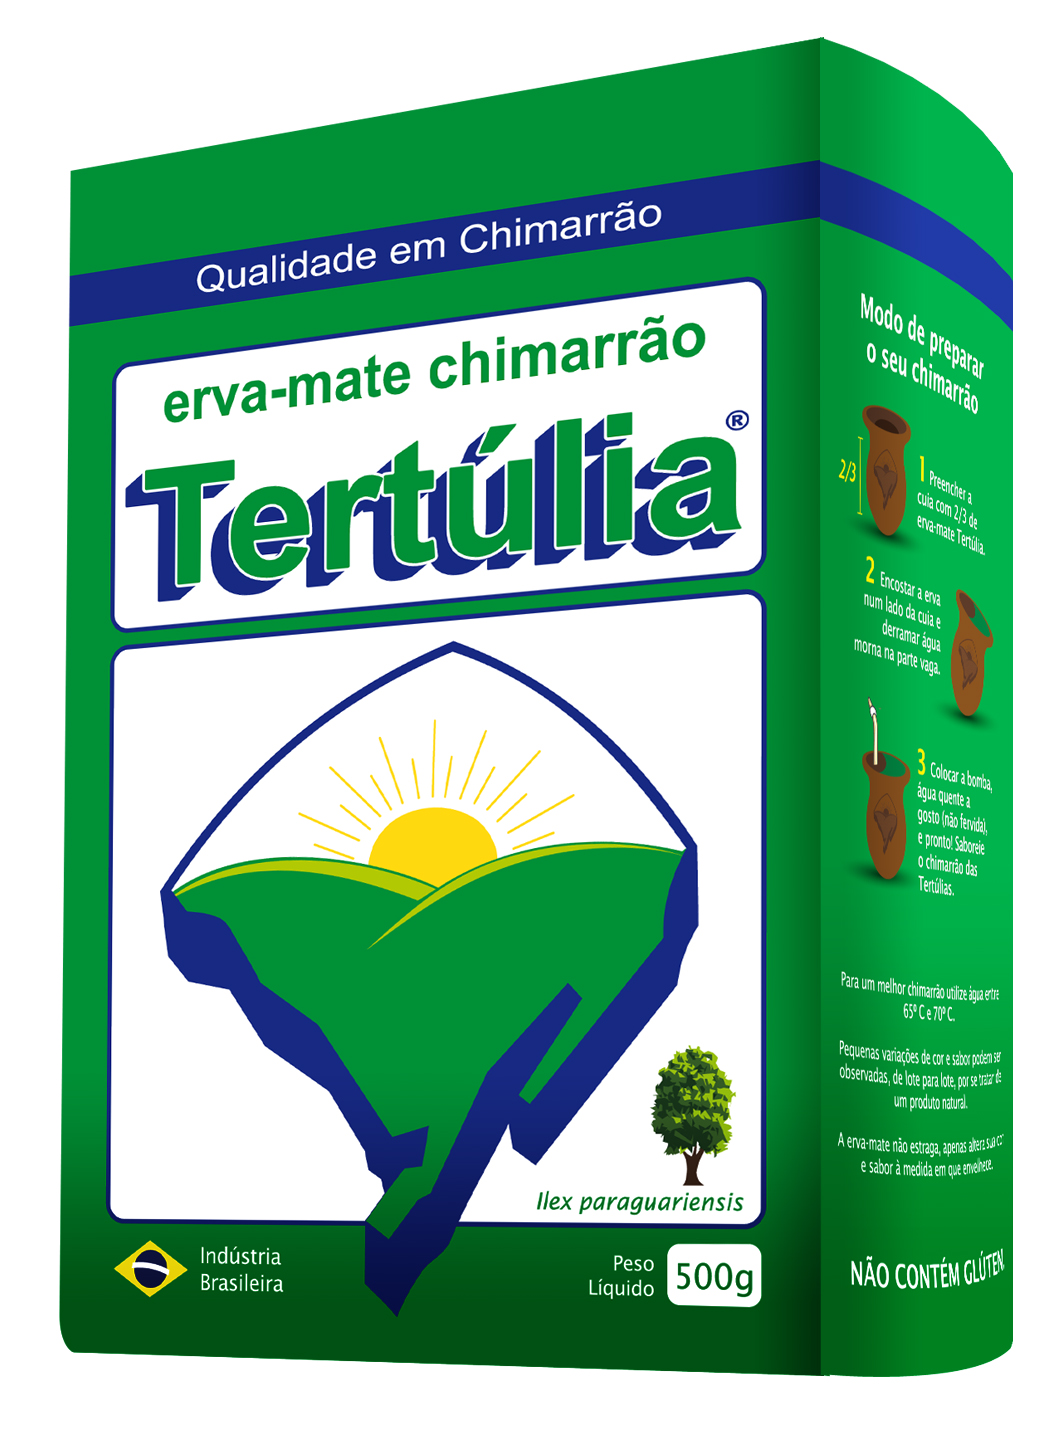 Qualidade em Chimarrão
erva-mate chimarrão
Tertúlia®
Ilex paraguariensis
Indústria
Brasileira
Peso
Líquido
500g
Modo de preparar
o seu chimarrão
2/3
1 Preencher a
cuia com 2/3 de
erva-mate Tertúlia.
2 Encostar a erva
num lado da cuia e
derramar água
morna na parte vaga.
3 Colocar a bomba,
água quente a
gosto (não fervida),
e pronto! Saboreie
o chimarrão das
Tertúlias.
Para um melhor chimarrão utilize água entre
65º C e 70º C.
Pequenas variações de cor e sabor podem ser
observadas, de lote para lote, por se tratar de
um produto natural.
A erva-mate não estraga, apenas altera sua cor
e sabor à medida em que envelhece.
NÃO CONTÉM GLÚTEN